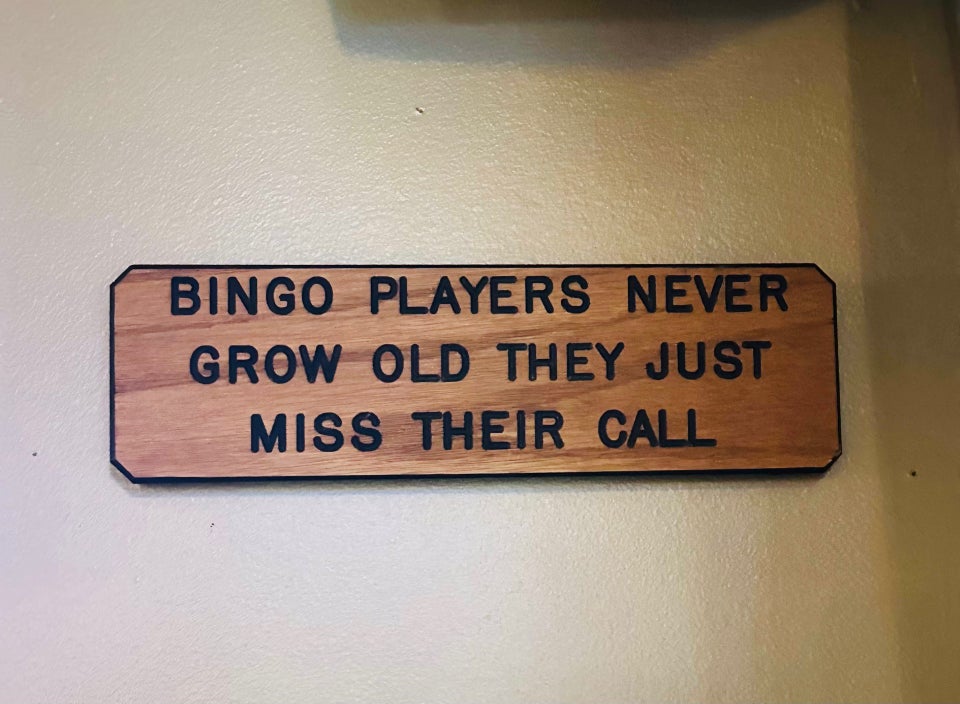 BINGO PLAYERS NEVER
GROW OLD THEY JUST
MISS THEIR CALL